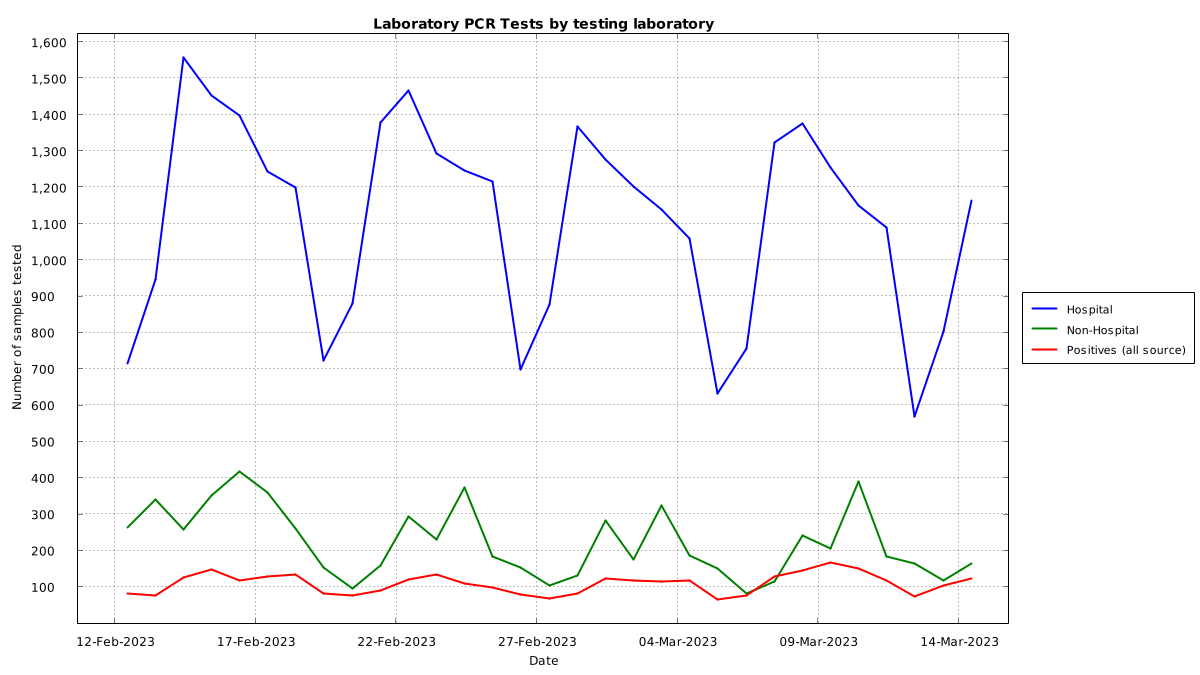 Laboratory PCR Tests by testing laboratory
1,600
1,500
1,400
1,300
1,200
1,100
1,000
900
800
700
600
500
400
300
200
100
Number of samples tested
12-Feb-2023
17-Feb-2023
22-Feb-2023
27-Feb-2023
04-Mar-2023
09-Mar-2023
14-Mar-2023
Date
Hospital
Non-Hospital
Positives (all source)